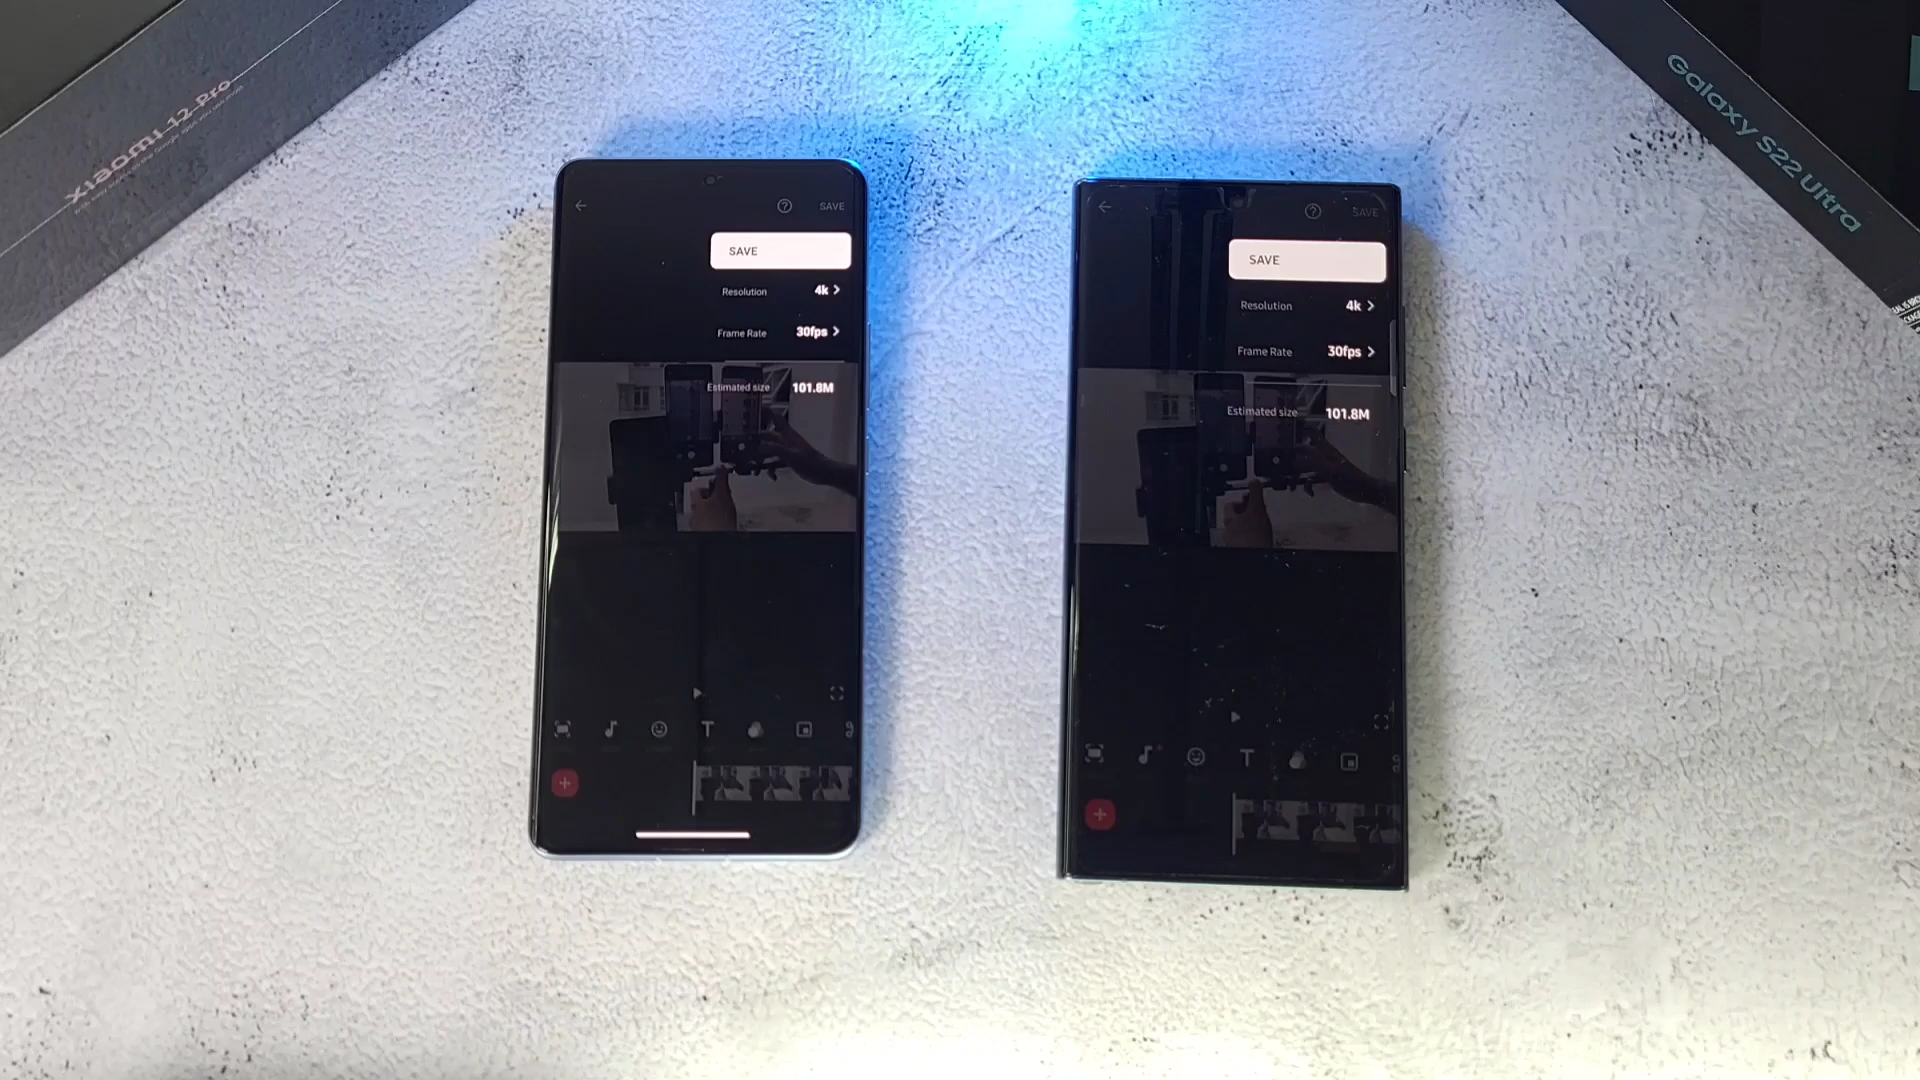 Xiaomi 12 Pro
Galaxy S22 Ultra
SAVE
SAVE
Resolution 4k
Frame Rate 30fps
Estimated size 101.8M
SAVE
SAVE
Resolution 4k
Frame Rate 30fps
Estimated size 101.8M
T
T